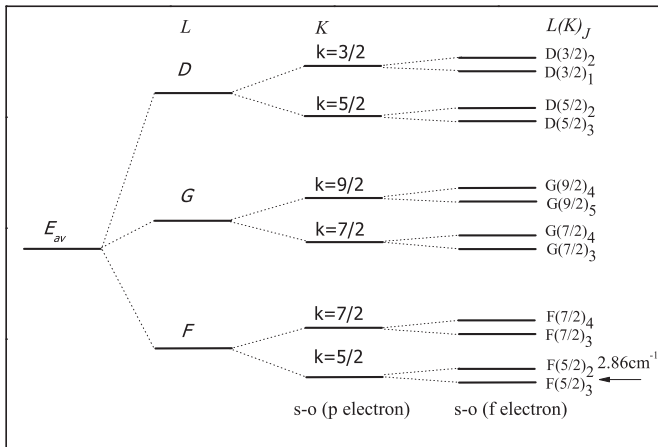 L K L(K)_J
D
k=3/2
D(3/2)₂
D(3/2)₁
k=5/2
D(5/2)₂
D(5/2)₃
G
k=9/2
G(9/2)₄
G(9/2)₅
k=7/2
G(7/2)₄
G(7/2)₃
E_av
F
k=7/2
F(7/2)₄
F(7/2)₃
k=5/2
F(5/2)₂ 2.86cm⁻¹
F(5/2)₃
s-o (p electron) s-o (f electron)